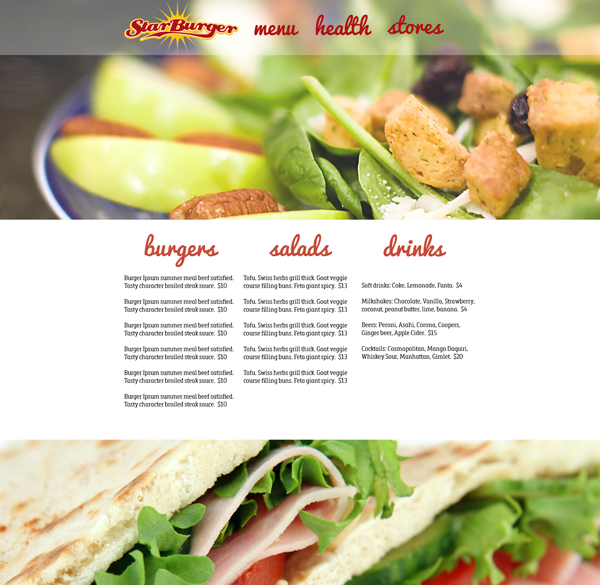 StarBurger
menu health stores
burgers
Burger Ipsum summer meal beef satisfied.
Tasty character broiled steak sauce. $10
Burger Ipsum summer meal beef satisfied.
Tasty character broiled steak sauce. $10
Burger Ipsum summer meal beef satisfied.
Tasty character broiled steak sauce. $10
Burger Ipsum summer meal beef satisfied.
Tasty character broiled steak sauce. $10
Burger Ipsum summer meal beef satisfied.
Tasty character broiled steak sauce. $10
Burger Ipsum summer meal beef satisfied.
Tasty character broiled steak sauce. $10
salads
Tofu. Swiss herbs grill thick. Goat veggie
course filling buns. Feta giant spicy. $13
Tofu. Swiss herbs grill thick. Goat veggie
course filling buns. Feta giant spicy. $13
Tofu. Swiss herbs grill thick. Goat veggie
course filling buns. Feta giant spicy. $13
Tofu. Swiss herbs grill thick. Goat veggie
course filling buns. Feta giant spicy. $13
Tofu. Swiss herbs grill thick. Goat veggie
course filling buns. Feta giant spicy. $13
drinks
Soft drinks: Coke, Lemonade, Fanta. $4
Milkshakes: Chocolate, Vanilla, Strawberry,
coconut, peanut butter, lime, banana. $4
Beers: Peroni, Asahi, Corona, Coopers,
Ginger beer, Apple Cider. $15
Cocktails: Cosmopolitan, Mango Daquiri,
Whiskey Sour, Manhattan, Gimlet. $20